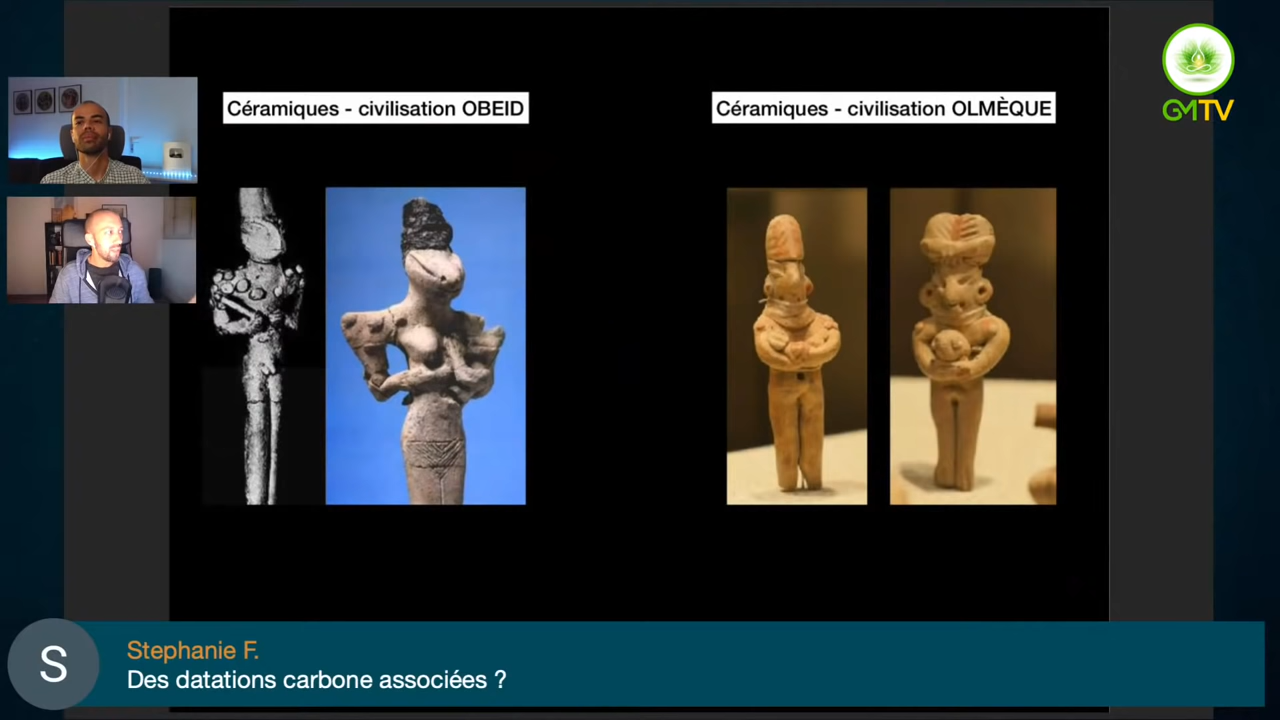 Céramiques - civilisation OBEID
Céramiques - civilisation OLMÈQUE
GMTV
S
Stephanie F.
Des datations carbone associées ?